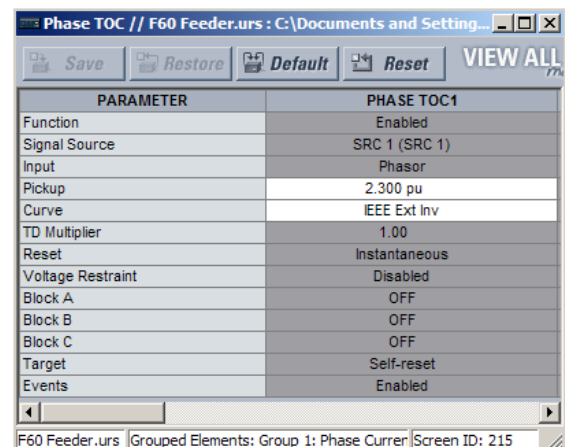 Phase TOC // F60 Feeder.urs : C:\Documents and Setting...
Save Restore Default Reset VIEW ALL
PARAMETER PHASE TOC1
Function Enabled
Signal Source SRC 1 (SRC 1)
Input Phasor
Pickup 2.300 pu
Curve IEEE Ext Inv
TD Multiplier 1.00
Reset Instantaneous
Voltage Restraint Disabled
Block A OFF
Block B OFF
Block C OFF
Target Self-reset
Events Enabled
F60 Feeder.urs Grouped Elements: Group 1: Phase Currer Screen ID: 215